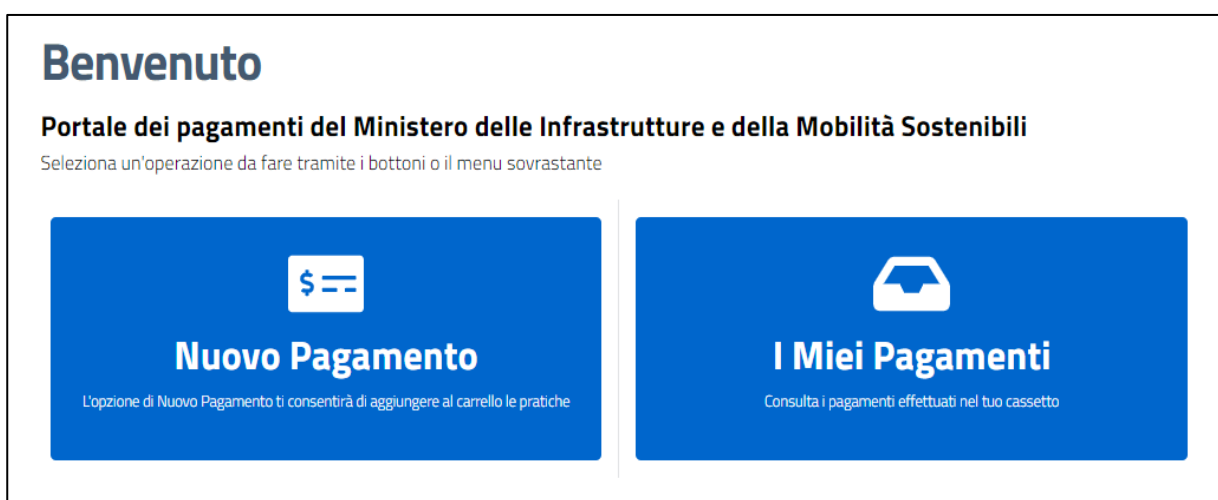 Benvenuto
Portale dei pagamenti del Ministero delle Infrastrutture e della Mobilità Sostenibili
Seleziona un'operazione da fare tramite i bottoni o il menu sovrastante
$
Nuovo Pagamento
L'opzione di Nuovo Pagamento ti consentirà di aggiungere al carrello le pratiche
I Miei Pagamenti
Consulta i pagamenti effettuati nel tuo cassetto